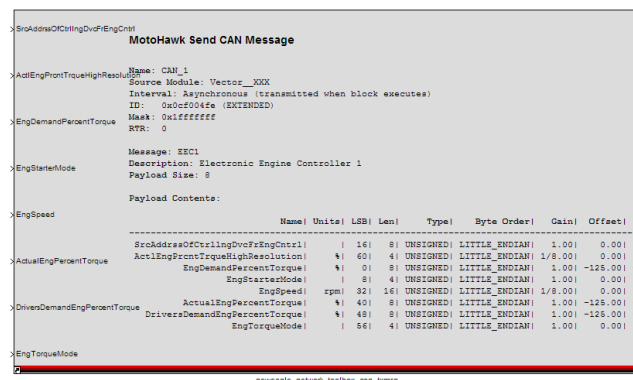 SrcAddrssOfCtrllngDvcFrEngCntrl
MotoHawk Send CAN Message
ActlEngPrcntTrqueHighResolution
Name: CAN_1
Source Module: Vector__XXX
Interval: Asynchronous (transmitted when block executes)
ID: 0x0cf004fe (EXTENDED)
EngDemandPercentTorque
Mask: 0x1fffffff
RTR: 0
Message: EEC1
EngStarterMode
Description: Electronic Engine Controller 1
Payload Size: 8
Payload Contents:
EngSpeed
Name| Units| LSB| Len| Type| Byte Order| Gain| Offset|
SrcAddrssOfCtrllngDvcFrEngCntrl| | 16| 8| UNSIGNED| LITTLE_ENDIAN| 1.00| 0.00|
ActlEngPrcntTrqueHighResolution| %| 60| 4| UNSIGNED| LITTLE_ENDIAN| 1/8.00| 0.00|
ActualEngPercentTorque
EngDemandPercentTorque| %| 0| 8| UNSIGNED| LITTLE_ENDIAN| 1.00| -125.00|
EngStarterMode| | 8| 4| UNSIGNED| LITTLE_ENDIAN| 1.00| 0.00|
EngSpeed| rpm| 32| 16| UNSIGNED| LITTLE_ENDIAN| 1/8.00| 0.00|
ActualEngPercentTorque| %| 40| 8| UNSIGNED| LITTLE_ENDIAN| 1.00| -125.00|
DriversDemandEngPercentTorque
DriversDemandEngPercentTorque| %| 48| 8| UNSIGNED| LITTLE_ENDIAN| 1.00| -125.00|
EngTorqueMode| | 56| 4| UNSIGNED| LITTLE_ENDIAN| 1.00| 0.00|
EngTorqueMode